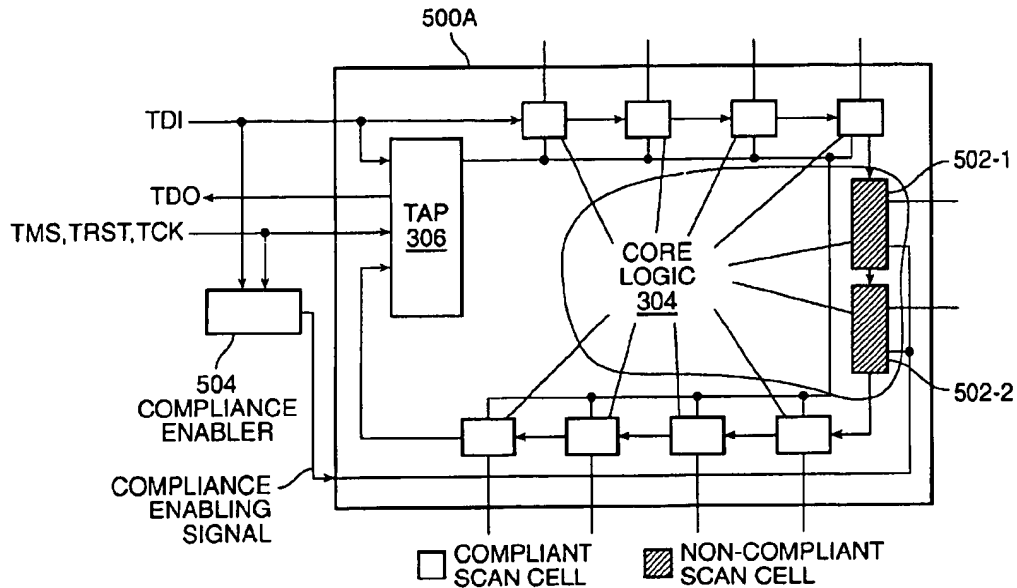 500A
TDI
TDO
TMS,TRST,TCK
TAP
306
CORE
LOGIC
304
502-1
502-2
504
COMPLIANCE
ENABLER
COMPLIANCE
ENABLING
SIGNAL
COMPLIANT
SCAN CELL
NON-COMPLIANT
SCAN CELL